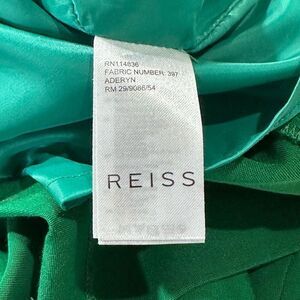 RN114836
FABRIC NUMBER: 397
ADERYN
RM 29/9086/54
REISS